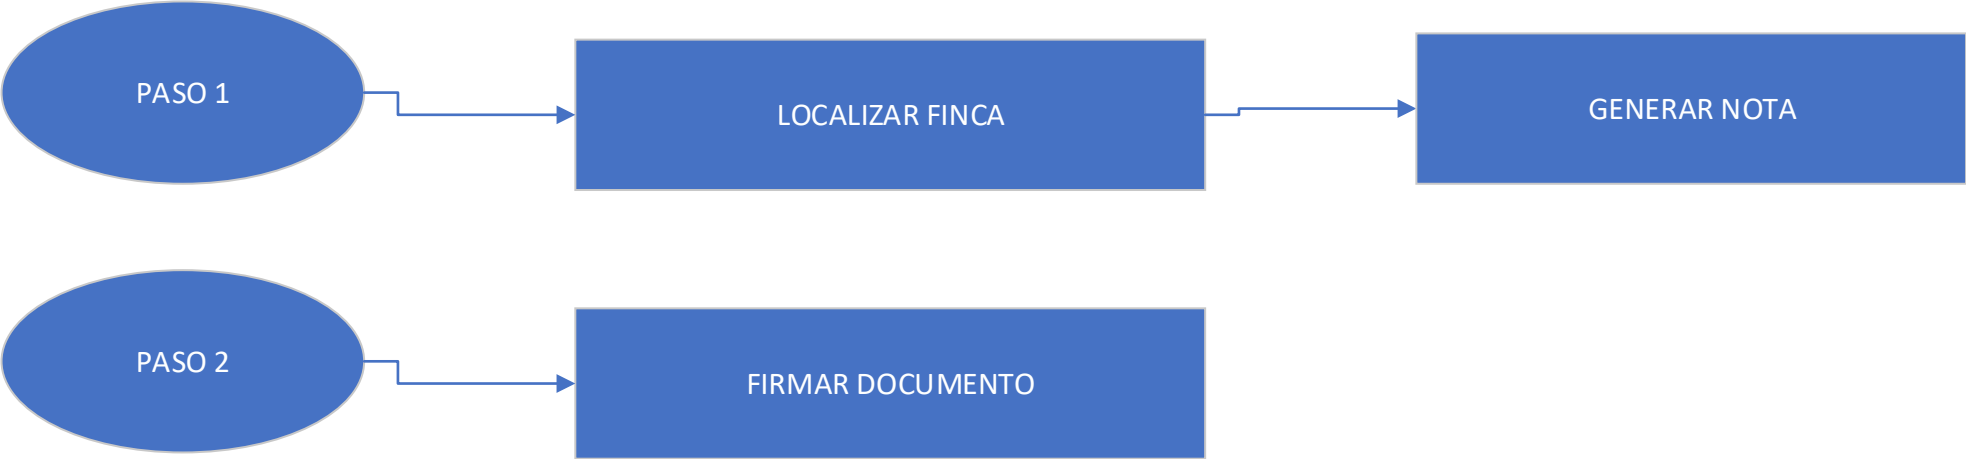 PASO 1
LOCALIZAR FINCA
GENERAR NOTA
PASO 2
FIRMAR DOCUMENTO